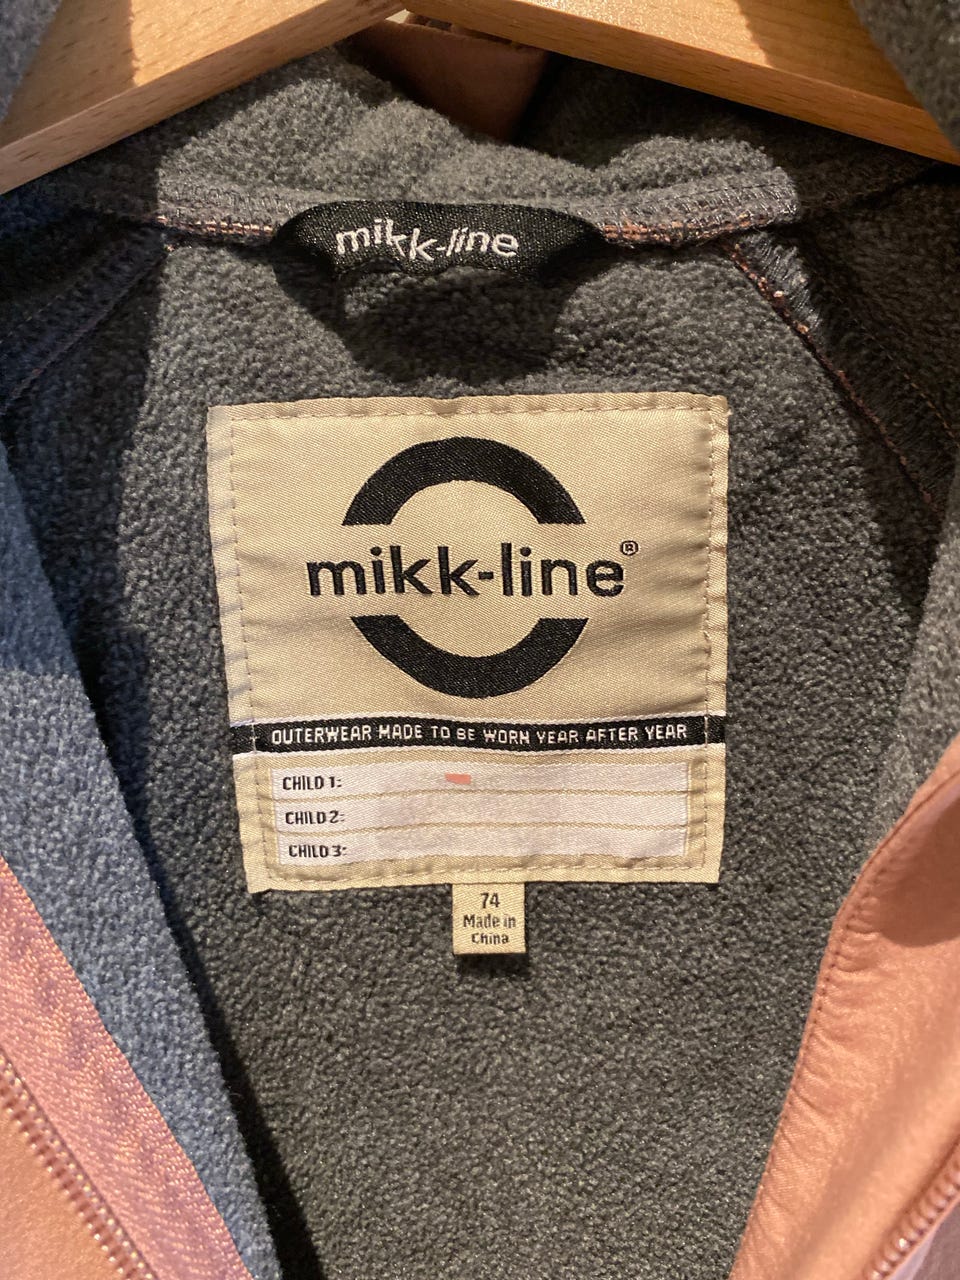 mikk-line
mikk-line®
OUTERWEAR MADE TO BE WORN YEAR AFTER YEAR
CHILD 1:
CHILD 2:
CHILD 3:
74
Made in
China